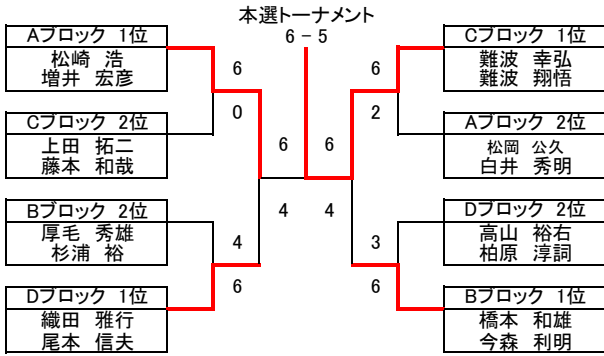 本選トーナメント
6 − 5
Aブロック 1位
松崎 浩
増井 宏彦
6
0
Cブロック 2位
上田 拓二
藤本 和哉
6
4
Bブロック 2位
厚毛 秀雄
杉浦 裕
4
6
Dブロック 1位
織田 雅行
尾本 信夫
Cブロック 1位
難波 幸弘
難波 翔悟
6
2
Aブロック 2位
松岡 公久
白井 秀明
6
4
Dブロック 2位
高山 裕右
柏原 淳詞
3
6
Bブロック 1位
橋本 和雄
今森 利明